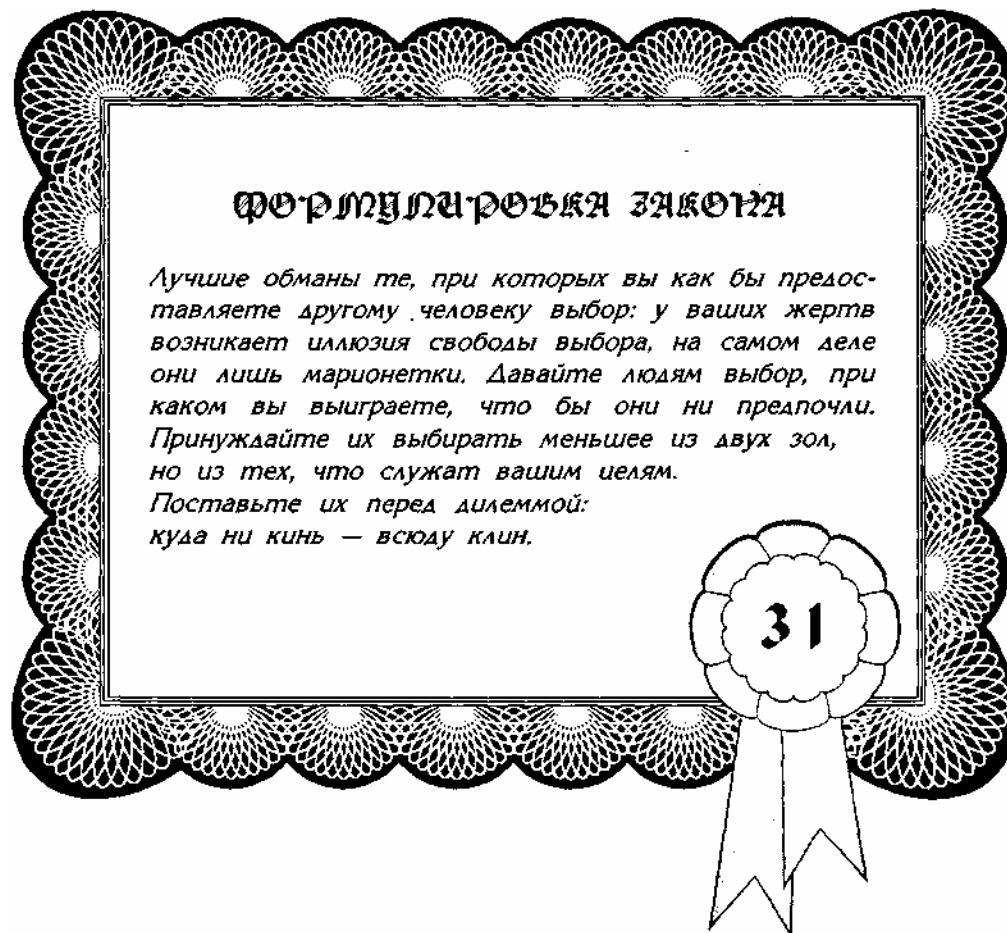 ФОРМУЛИРОВКА ЗАКОНА
Лучшие обманы те, при которых вы как бы предос-
тавляете другому человеку выбор: у ваших жертв
возникает иллюзия свободы выбора, на самом деле
они лишь марионетки. Давайте людям выбор, при
каком вы выиграете, что бы они ни предпочли.
Принуждайте их выбирать меньшее из двух зол,
но из тех, что служат вашим целям.
Поставьте их перед дилеммой:
куда ни кинь — всюду клин.
31